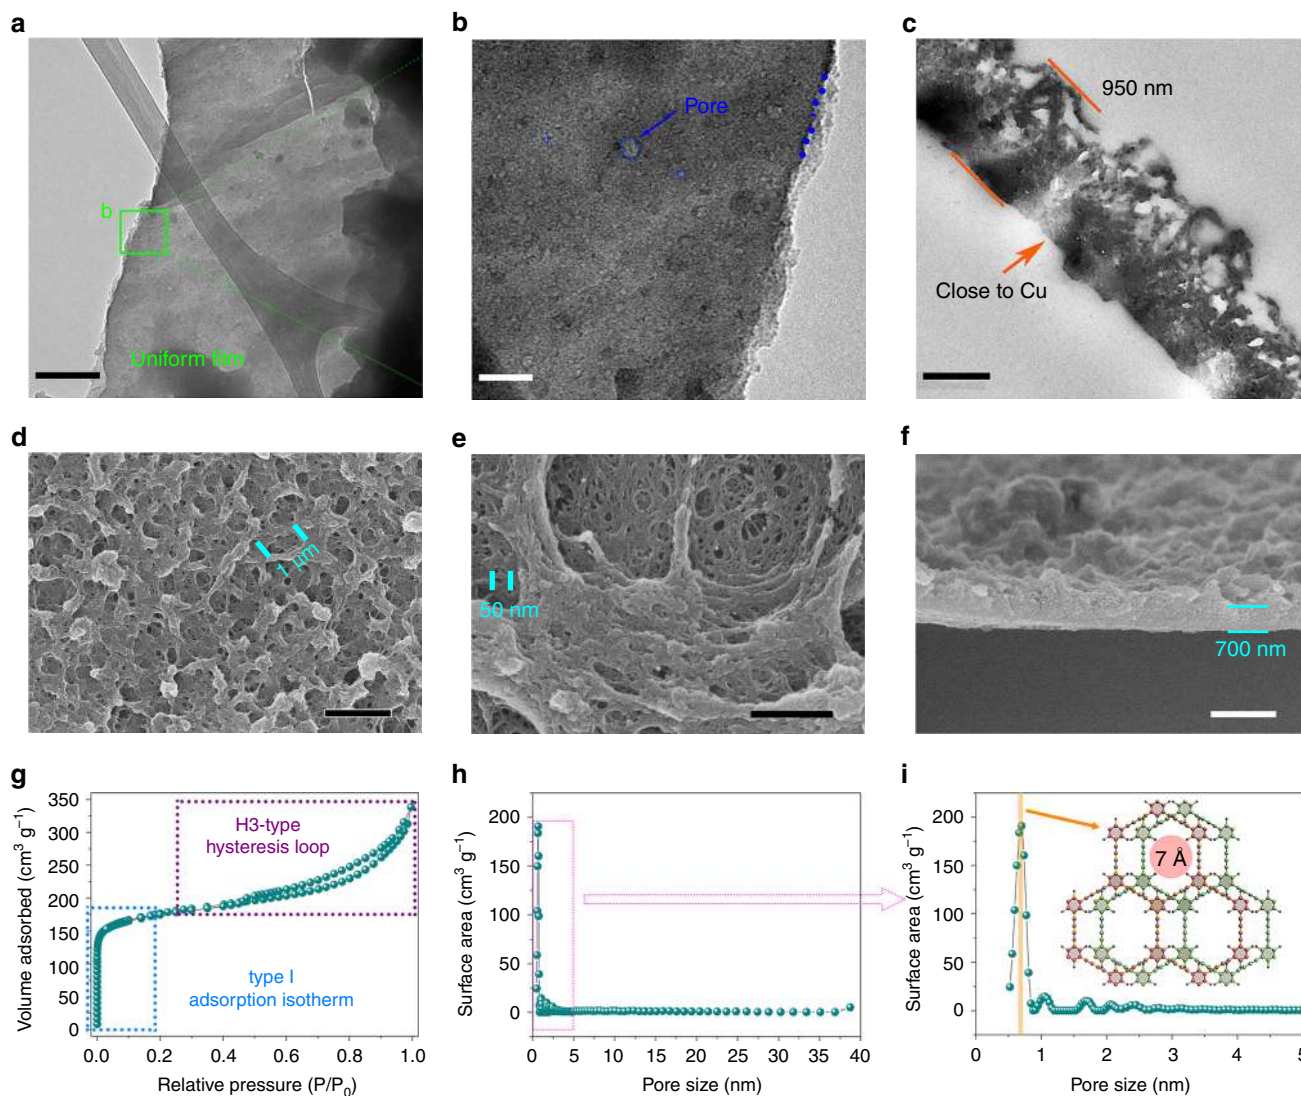 a
b
Uniform film
b
Pore
c
950 nm
Close to Cu
d
1 μm
e
50 nm
f
700 nm
g
Volume adsorbed (cm³ g⁻¹)
350
300
250
200
150
100
50
0
H3-type
hysteresis loop
type I
adsorption isotherm
0.0 0.2 0.4 0.6 0.8 1.0
Relative pressure (P/P₀)
h
Surface area (cm³ g⁻¹)
200
150
100
50
0
0 5 10 15 20 25 30 35 40
Pore size (nm)
i
Surface area (cm³ g⁻¹)
200
150
100
50
0
7 Å
0 1 2 3 4 5
Pore size (nm)